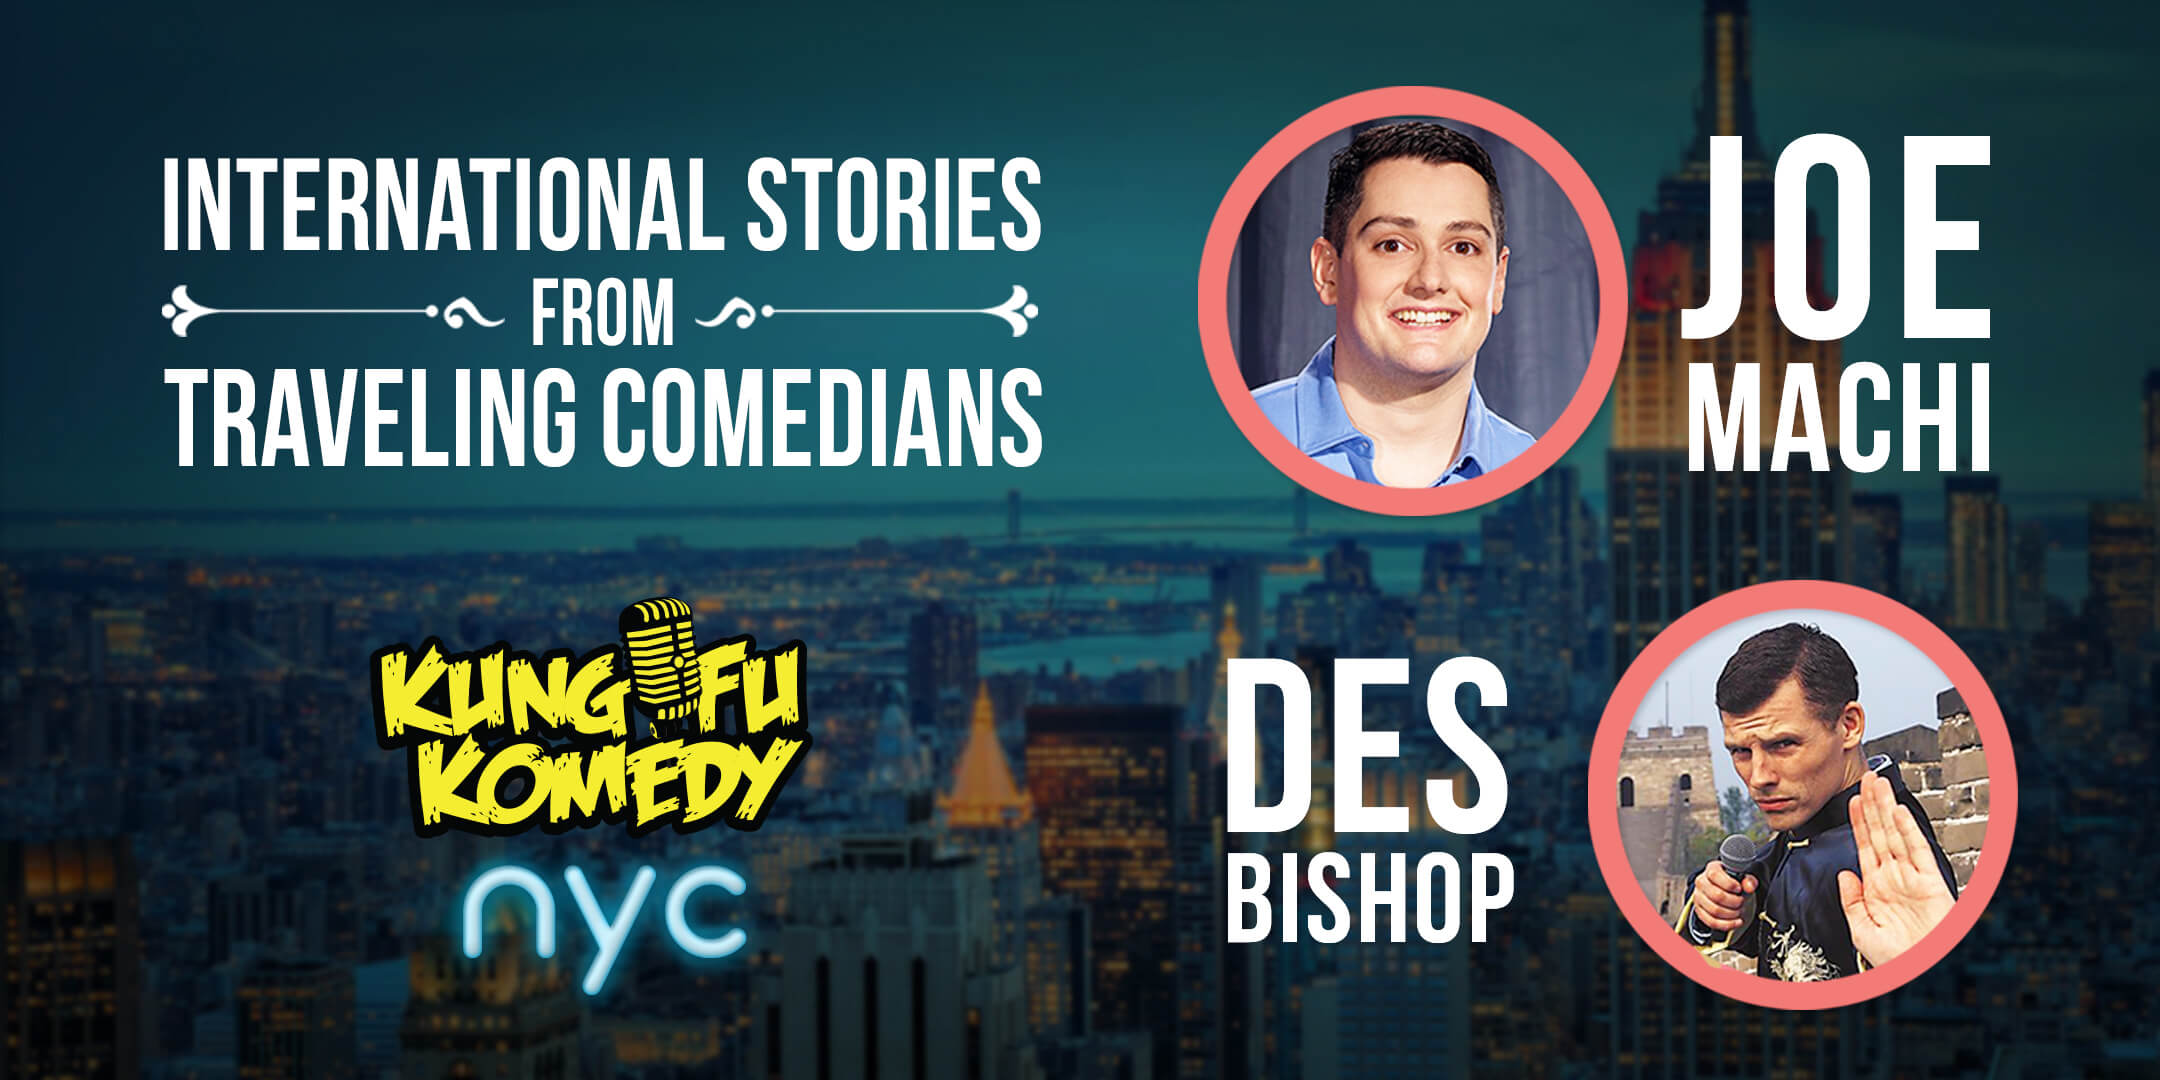 INTERNATIONAL STORIES
FROM
TRAVELING COMEDIANS
JOE
MACHI
KUNG FU
KOMEDY
nyc
DES
BISHOP